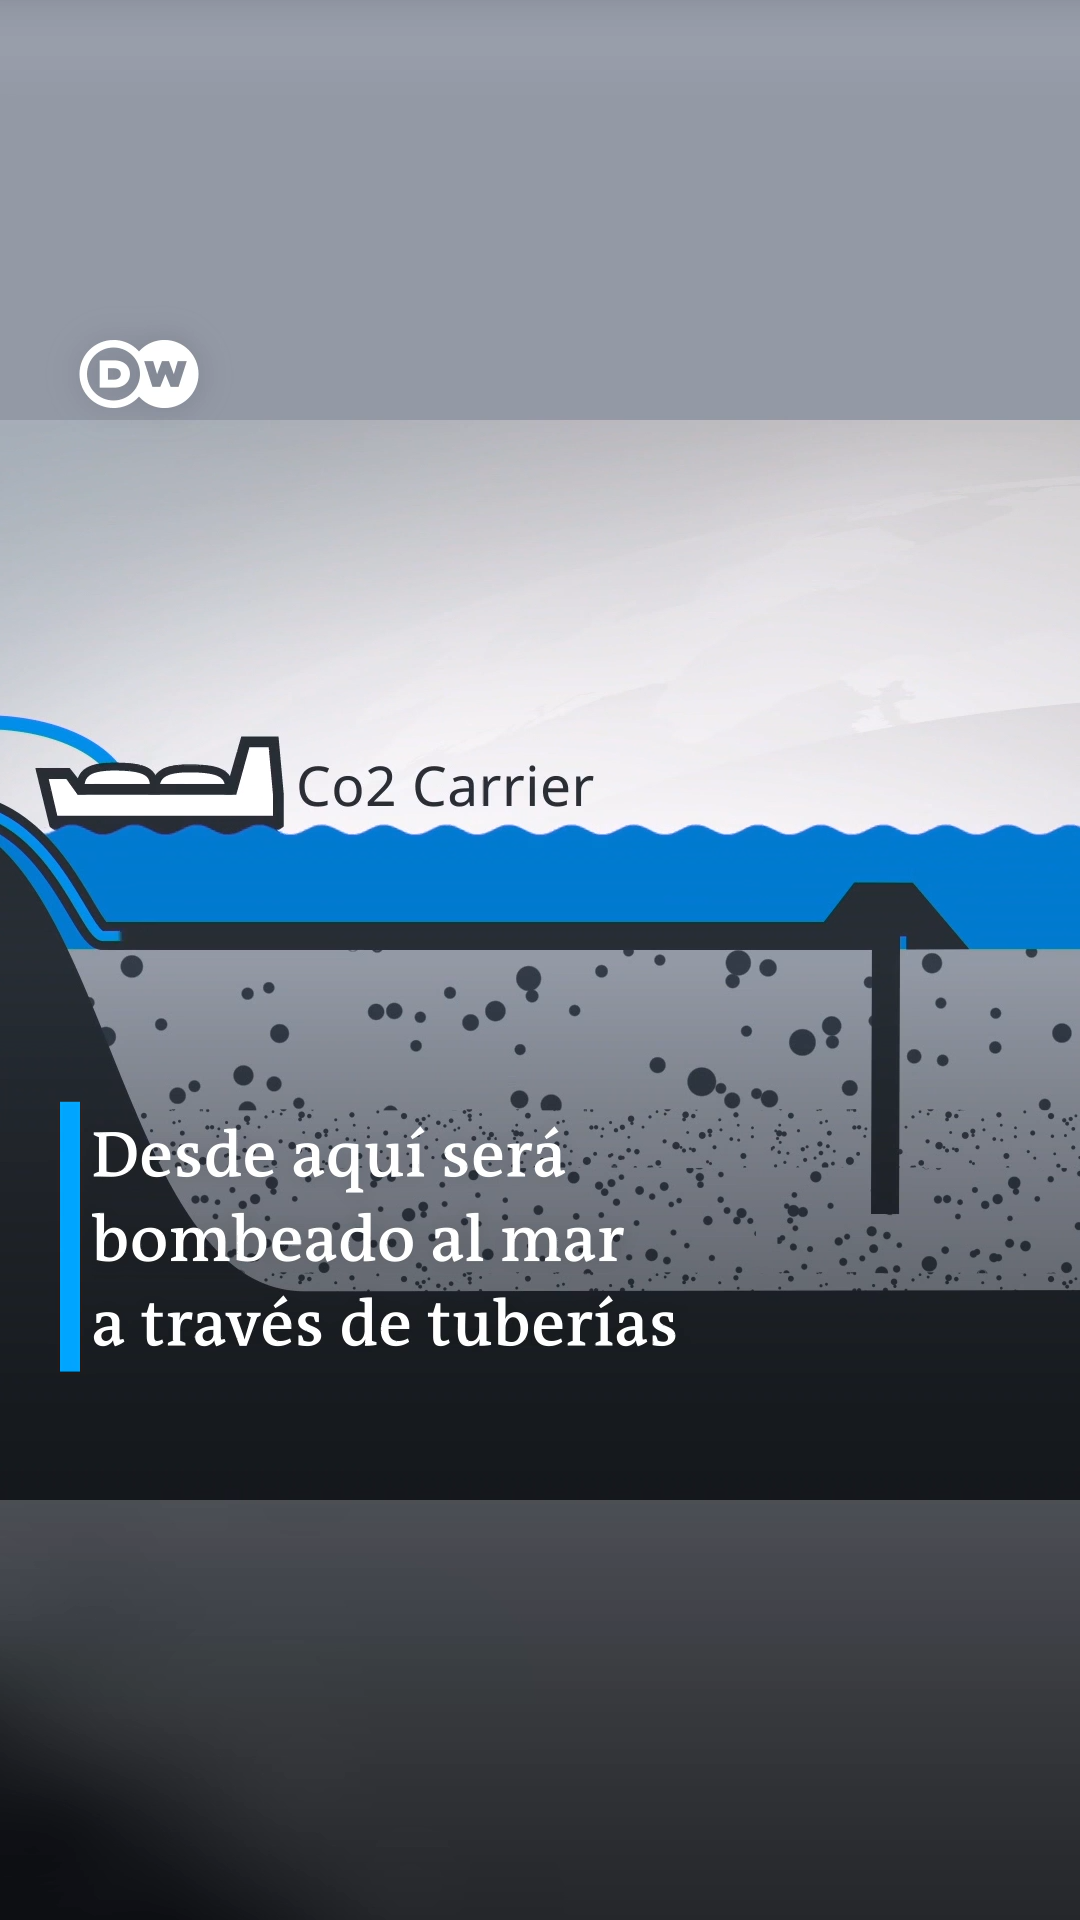 DW
Co2 Carrier
Desde aquí será
bombeado al mar
a través de tuberías